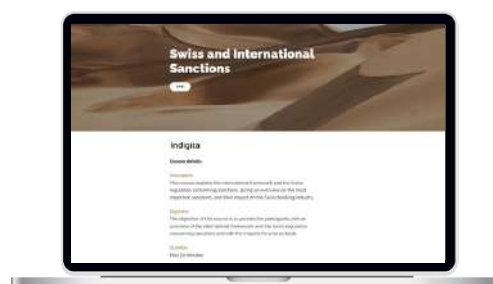 Swiss and International
Sanctions
indigita
Course details
Description
This course explains the international framework and the Swiss
regulation concerning sanctions, giving an overview on the most
important sanctions, and their impact on the Swiss banking industry.
Objective
The objective of this course is to provide the participants with an
overview of the international framework and the Swiss regulation
concerning sanctions and with the impacts for a Swiss Bank.
Duration